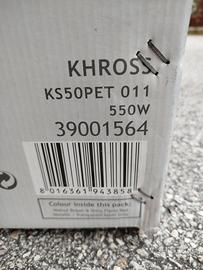 KHROSS
KS50PET 011
550W
39001564
8 016361 943858
Colour inside this pack: